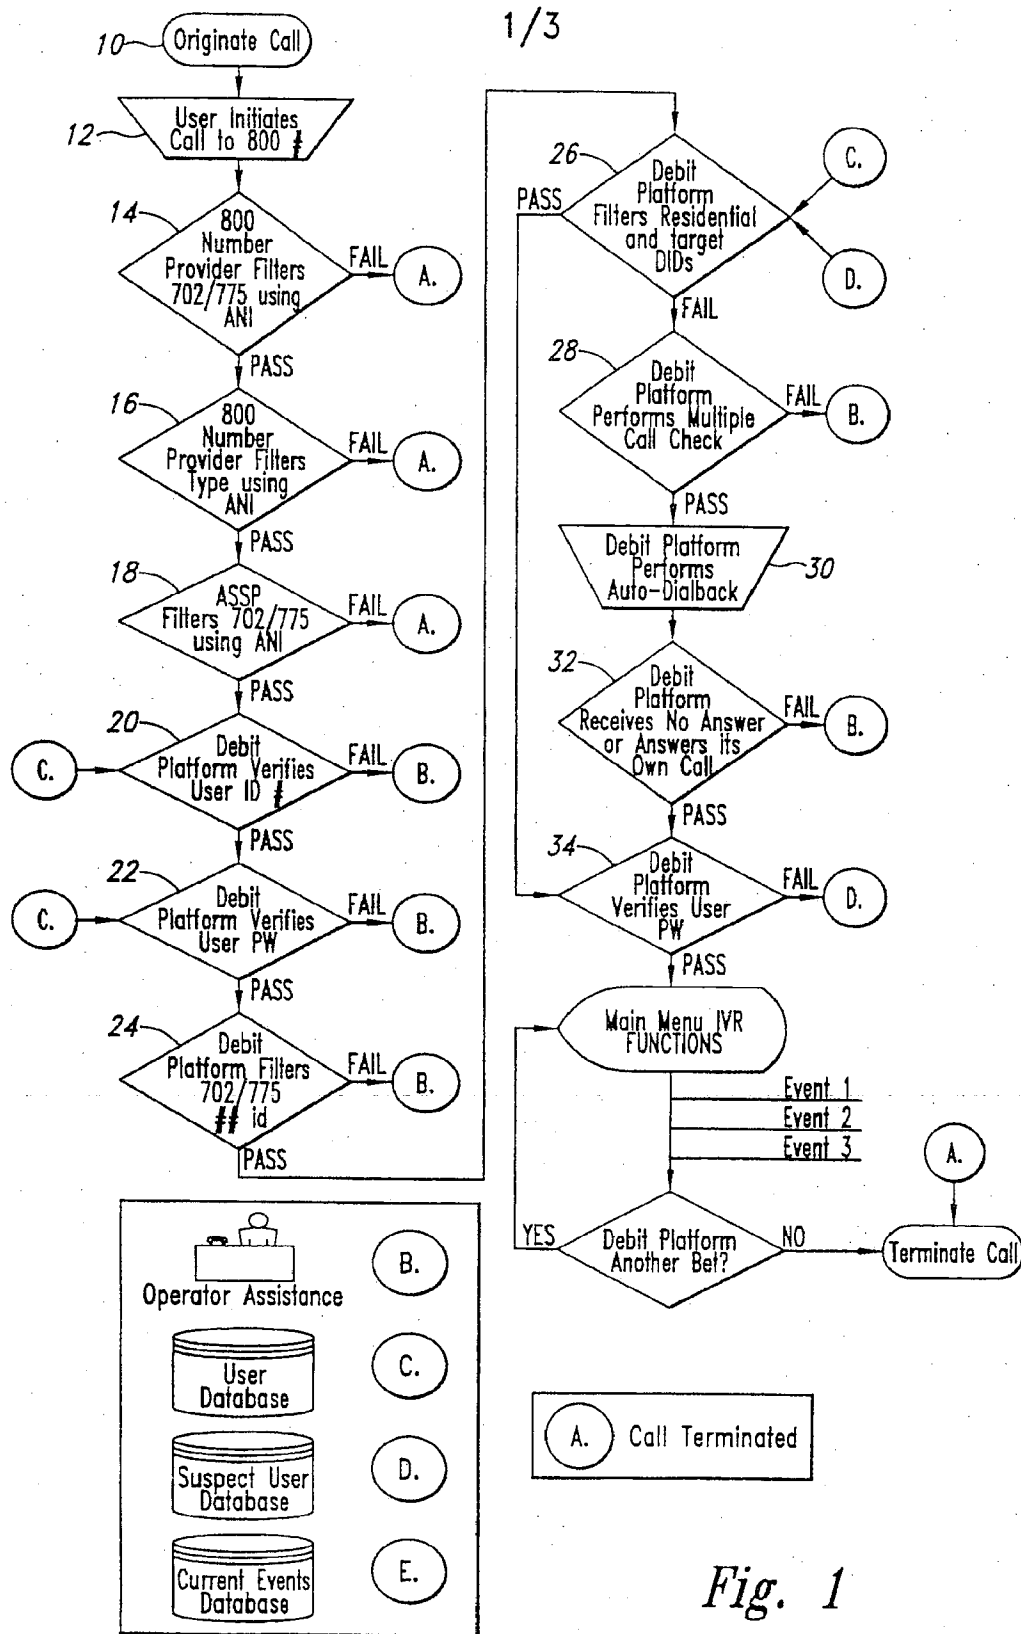 1/3
10
Originate Call
12
User Initiates
Call to 800 #
14
800
Number
Provider Filters
702/775 using
ANI
FAIL
A.
PASS
16
800
Number
Provider Filters
Type using
ANI
FAIL
A.
PASS
18
ASSP
Filters 702/775
using ANI
FAIL
A.
PASS
20
C.
Debit
Platform Verifies
User ID #
FAIL
B.
PASS
22
C.
Debit
Platform Verifies
User PW
FAIL
B.
PASS
24
Debit
Platform Filters
702/775
## id
FAIL
B.
PASS
26
PASS
Debit
Platform
Filters Residential
and target
DIDs
C.
D.
FAIL
28
Debit
Platform
Performs Multiple
Call Check
FAIL
B.
PASS
Debit Platform
Performs
Auto-Dialback
30
32
Debit
Platform
Receives No Answer
or Answers its
Own Call
FAIL
B.
PASS
34
Debit
Platform
Verifies User
PW
FAIL
D.
PASS
Main Menu IVR
FUNCTIONS
Event 1
Event 2
Event 3
A.
YES
Debit Platform
Another Bet?
NO
Terminate Call
Operator Assistance
B.
User
Database
C.
Suspect User
Database
D.
Current Events
Database
E.
A. Call Terminated
Fig. 1